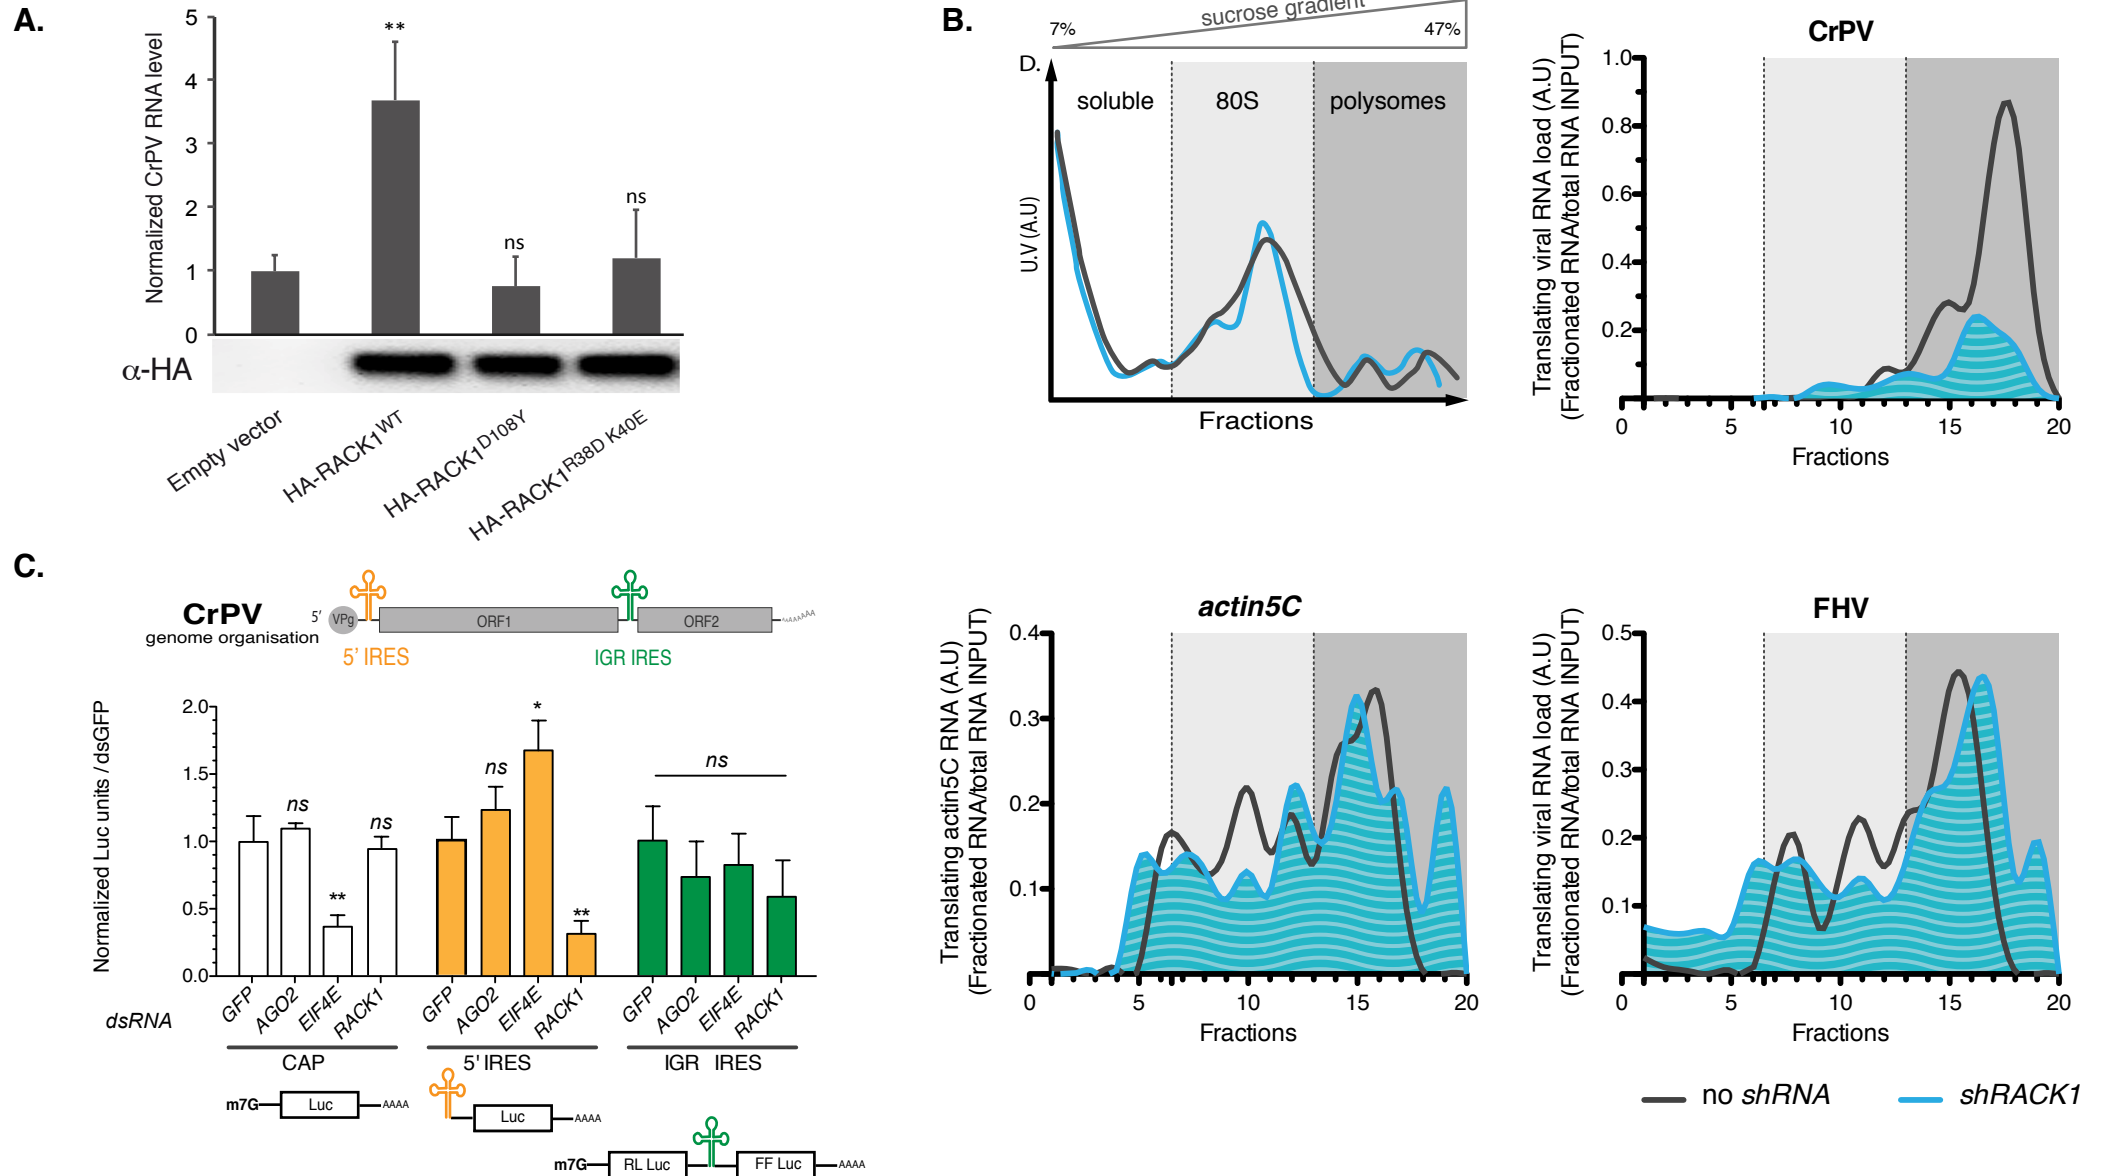 A.
Normalized CrPV RNA level
5
4
3
2
1
0
**
ns
ns
α-HA
Empty vector
HA-RACK1WT
HA-RACK1D108Y
HA-RACK1R38D K40E
B.
sucrose gradient
7%
47%
D.
U.V (A.U)
soluble
80S
polysomes
Fractions
CrPV
Translating viral RNA load (A.U)
(Fractionated RNA/total RNA INPUT)
1.0
0.8
0.6
0.4
0.2
0
5
10
15
20
Fractions
C.
CrPV
genome organisation
5'
VPg
ORF1
ORF2
AAAAAAAA
5' IRES
IGR IRES
Normalized Luc units / dsGFP
2.0
1.5
1.0
0.5
0.0
ns
**
ns
ns
*
**
ns
dsRNA
GFP
AGO2
EIF4E
RACK1
GFP
AGO2
EIF4E
RACK1
GFP
AGO2
EIF4E
RACK1
CAP
5' IRES
IGR IRES
m7G
Luc
AAAA
Luc
AAAA
m7G
RL Luc
FF Luc
AAAA
actin5C
Translating actin5C RNA (A.U)
(Fractionated RNA/total RNA INPUT)
0.4
0.3
0.2
0.1
0
5
10
15
20
Fractions
FHV
Translating viral RNA load (A.U)
(Fractionated RNA/total RNA INPUT)
0.5
0.4
0.3
0.2
0.1
0
5
10
15
20
Fractions
no shRNA
shRACK1